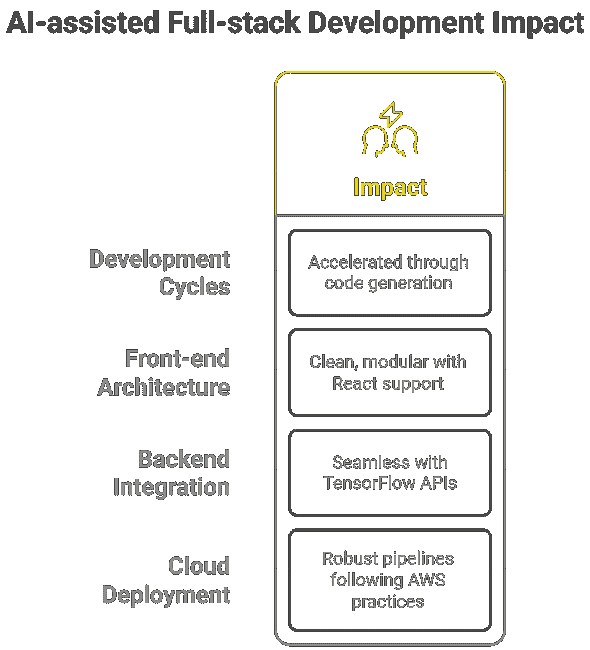 AI-assisted Full-stack Development Impact
Impact
Development
Cycles
Accelerated through
code generation
Front-end
Architecture
Clean, modular with
React support
Backend
Integration
Seamless with
TensorFlow APIs
Cloud
Deployment
Robust pipelines
following AWS
practices